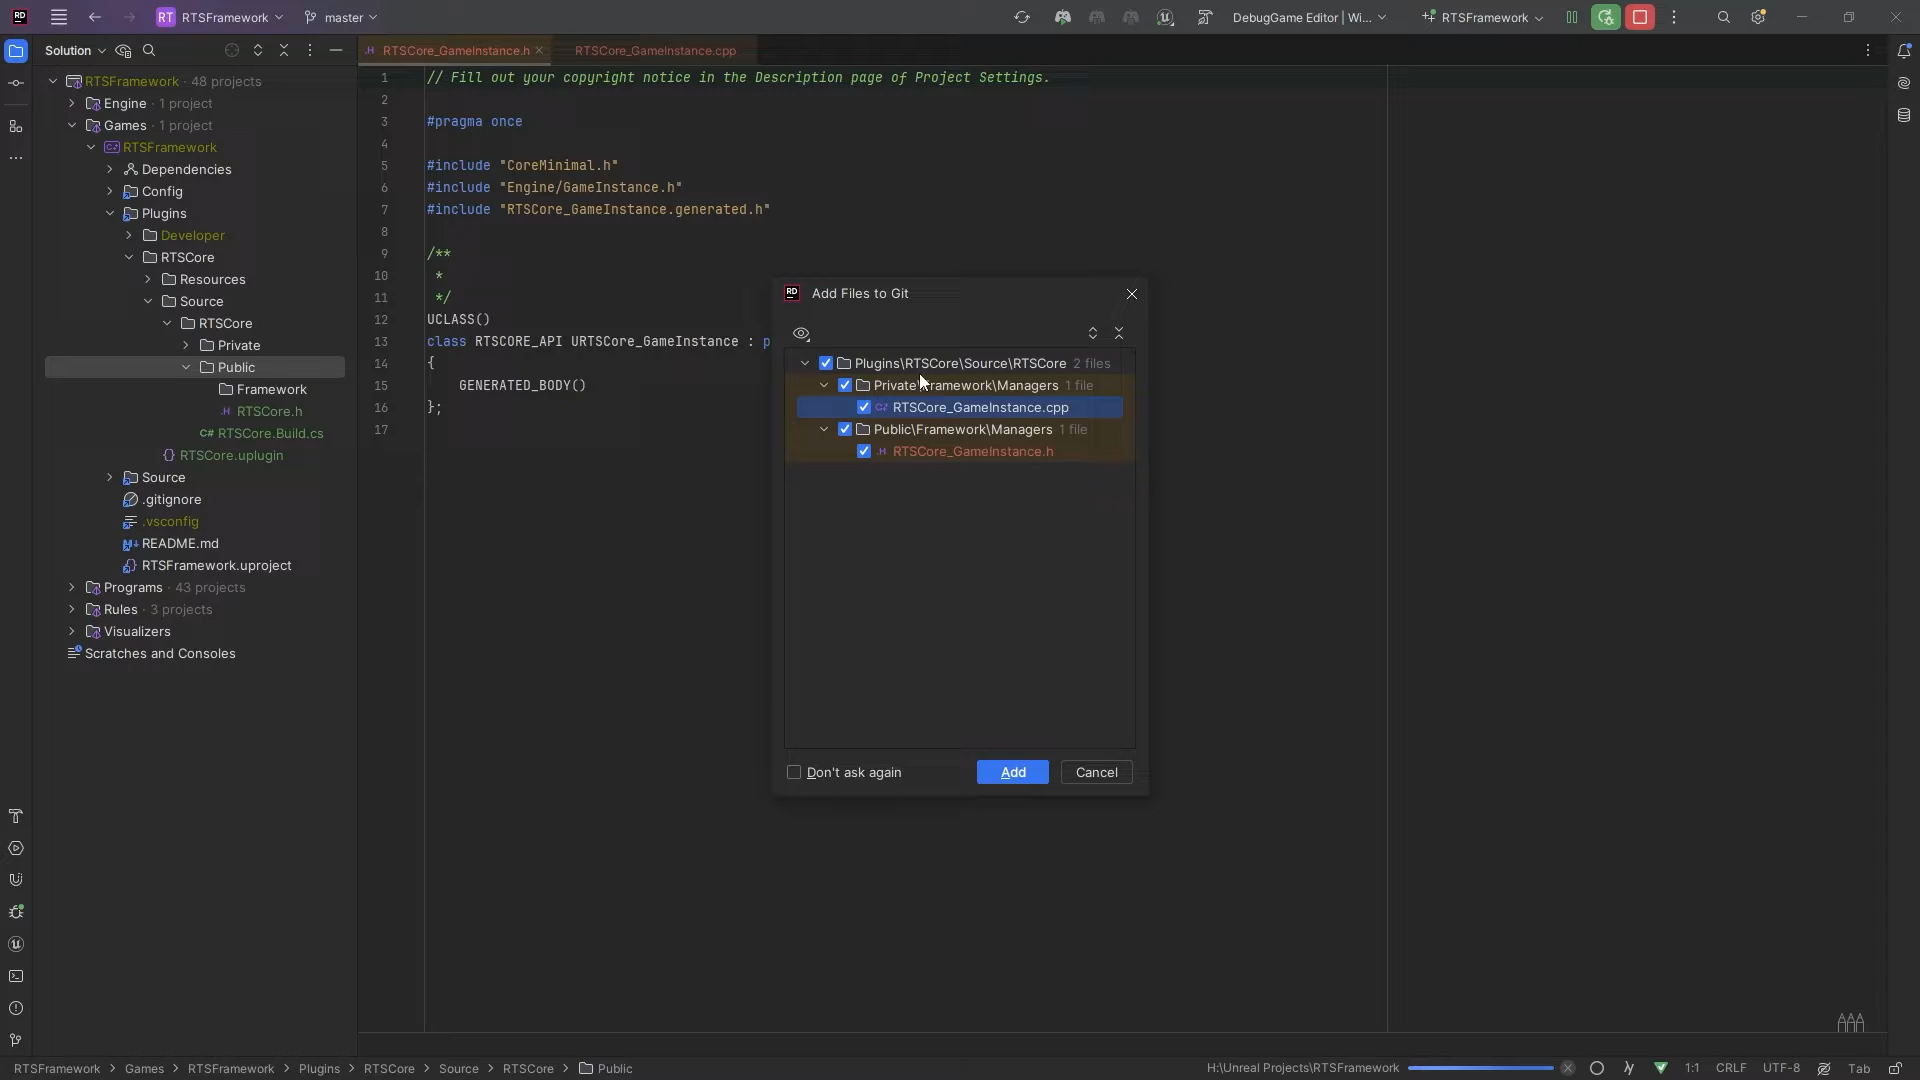 RD
RT RTSFramework
master
DebugGame Editor | Wi...
RTSFramework
Solution
RTSCore_GameInstance.h
RTSCore_GameInstance.cpp
RTSFramework · 48 projects
Engine · 1 project
Games · 1 project
RTSFramework
Dependencies
Config
Plugins
Developer
RTSCore
Resources
Source
RTSCore
Private
Public
Framework
.H RTSCore.h
C# RTSCore.Build.cs
{} RTSCore.uplugin
Source
.gitignore
.vsconfig
README.md
RTSFramework.uproject
Programs · 43 projects
Rules · 3 projects
Visualizers
Scratches and Consoles
1 // Fill out your copyright notice in the Description page of Project Settings.
2
3 #pragma once
4
5 #include "CoreMinimal.h"
6 #include "Engine/GameInstance.h"
7 #include "RTSCore_GameInstance.generated.h"
8
9 /**
10 *
11 */
12 UCLASS()
13 class RTSCORE_API URTSCore_GameInstance : p
14 {
15 GENERATED_BODY()
16 };
17
RD Add Files to Git
Plugins\RTSCore\Source\RTSCore 2 files
Private\Framework\Managers 1 file
RTSCore_GameInstance.cpp
Public\Framework\Managers 1 file
.H RTSCore_GameInstance.h
Don't ask again
Add
Cancel
RTSFramework > Games > RTSFramework > Plugins > RTSCore > Source > RTSCore > Public
H:\Unreal Projects\RTSFramework
1:1
CRLF
UTF-8
Tab